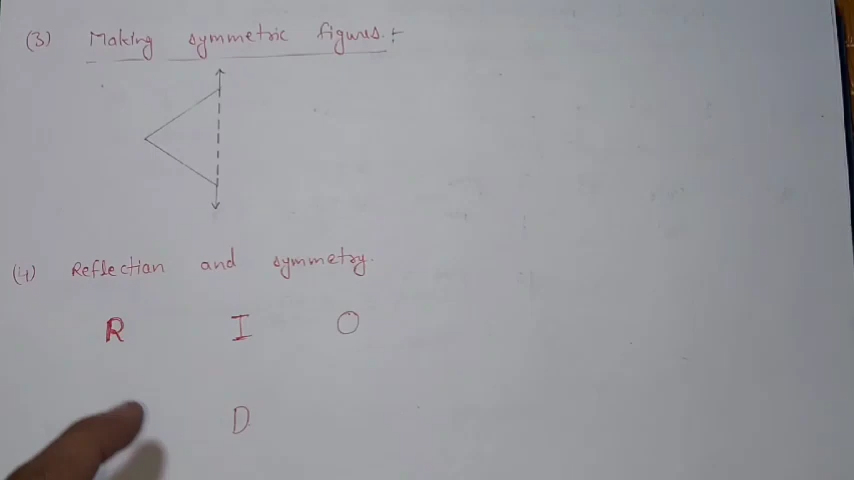 (3) Making symmetric figures:-
(4) Reflection and symmetry.
R I O
D